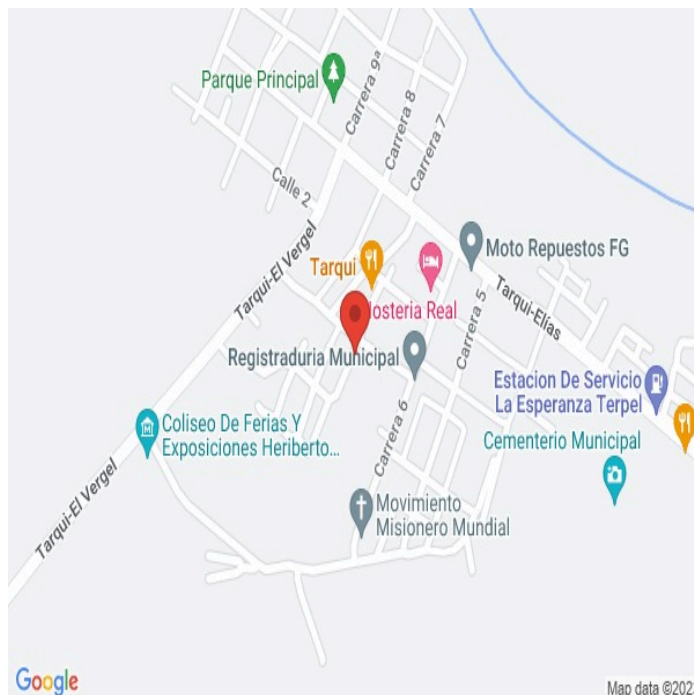 Parque Principal
Carrera 9ª
Carrera 8
Carrera 7
Calle 2
Tarqui-El Vergel
Tarqui
Hosteria Real
Moto Repuestos FG
Tarqui-Elías
Registraduria Municipal
Carrera 5
Carrera 6
Estacion De Servicio
La Esperanza Terpel
Coliseo De Ferias Y
Exposiciones Heriberto...
Cementerio Municipal
Tarqui-El Vergel
Movimiento
Misionero Mundial
Google
Map data ©202